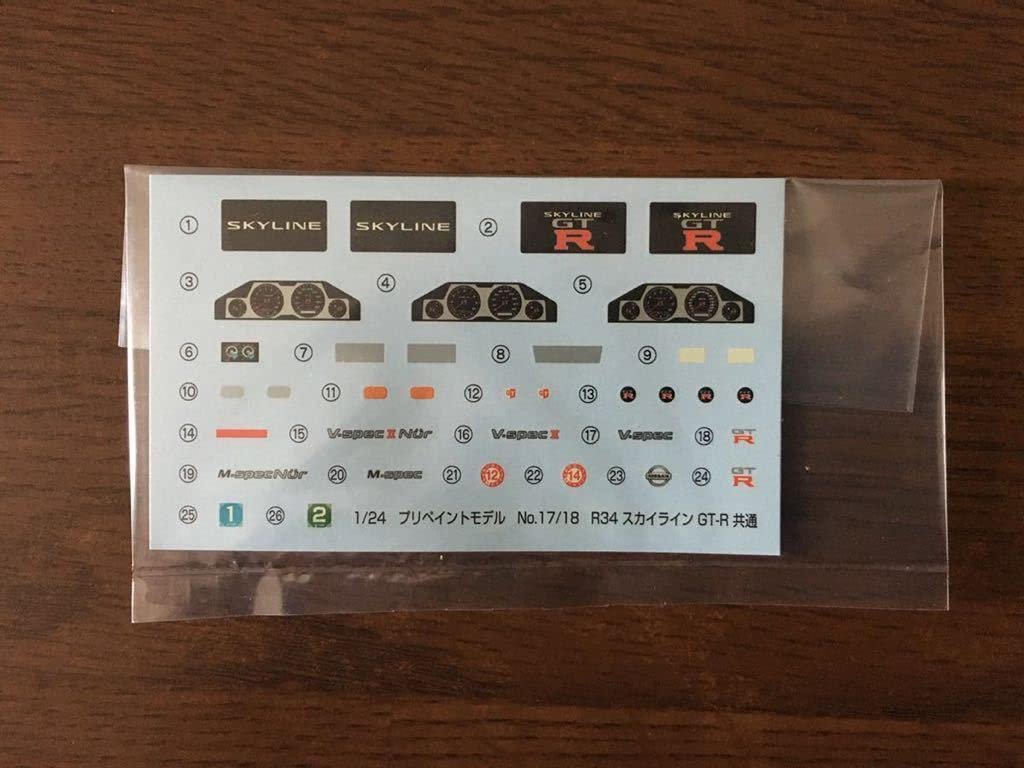 ① SKYLINE SKYLINE ② SKYLINE GT R SKYLINE GT R
③ ④ ⑤
⑥ ⑦ ⑧ ⑨
⑩ ⑪ ⑫ GT GT ⑬ R R R R
⑭ ⑮ V-spec II Nür ⑯ V-spec II ⑰ V-spec ⑱ GT R
⑲ M-spec Nür ⑳ M-spec ㉑ 12 ㉒ 14 ㉓ NISSAN ㉔ GT R
㉕ 1 ㉖ 2 1/24 プリペイントモデル No.17/18 R34 スカイライン GT-R 共通